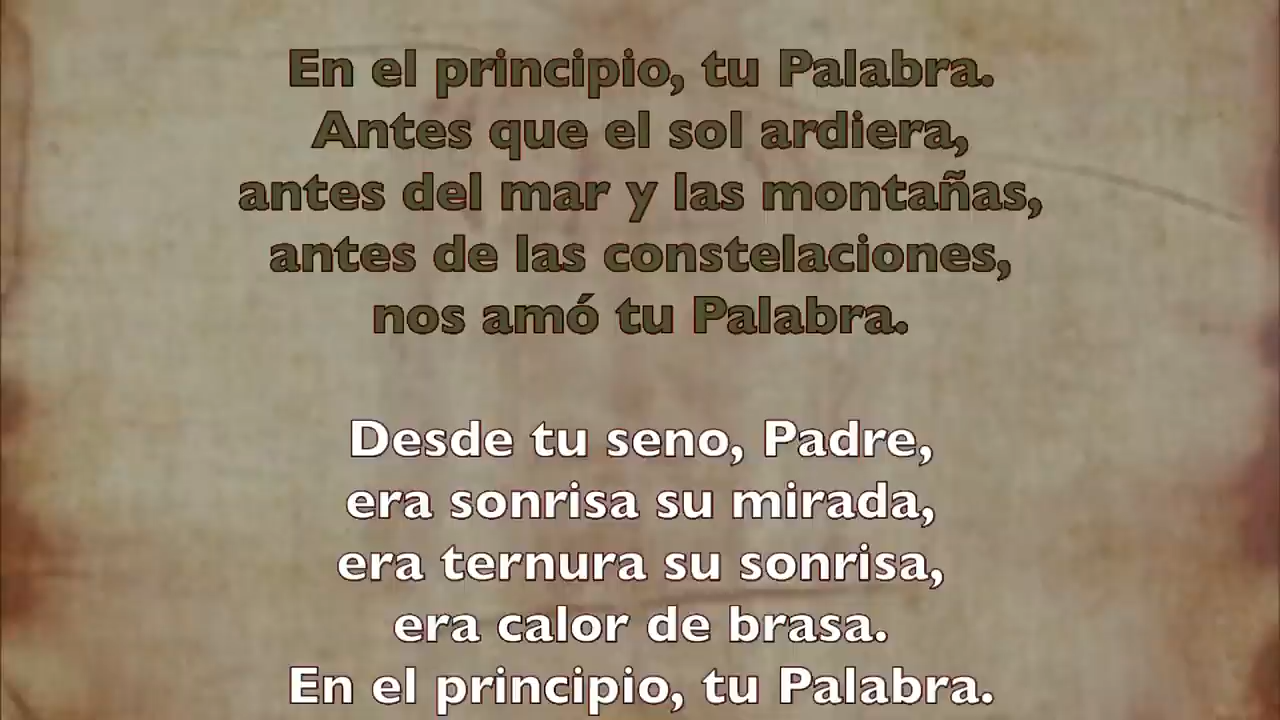 En el principio, tu Palabra.
Antes que el sol ardiera,
antes del mar y las montañas,
antes de las constelaciones,
nos amó tu Palabra.
Desde tu seno, Padre,
era sonrisa su mirada,
era ternura su sonrisa,
era calor de brasa.
En el principio, tu Palabra.